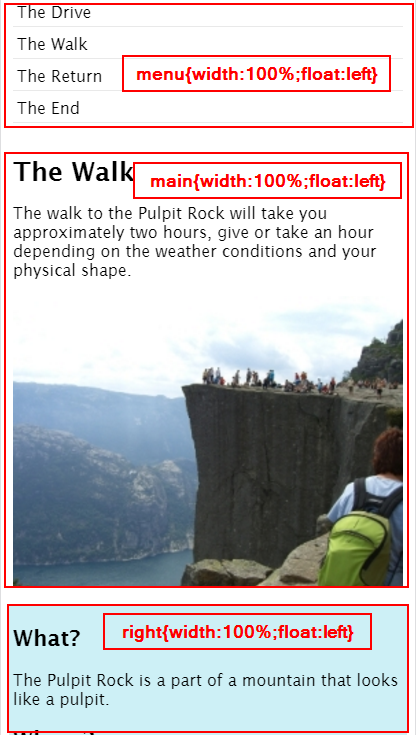 The Drive
The Walk
The Return
menu{width:100%;float:left}
The End
The Walk
main{width:100%;float:left}
The walk to the Pulpit Rock will take you
approximately two hours, give or take an hour
depending on the weather conditions and your
physical shape.
What?
right{width:100%;float:left}
The Pulpit Rock is a part of a mountain that looks
like a pulpit.